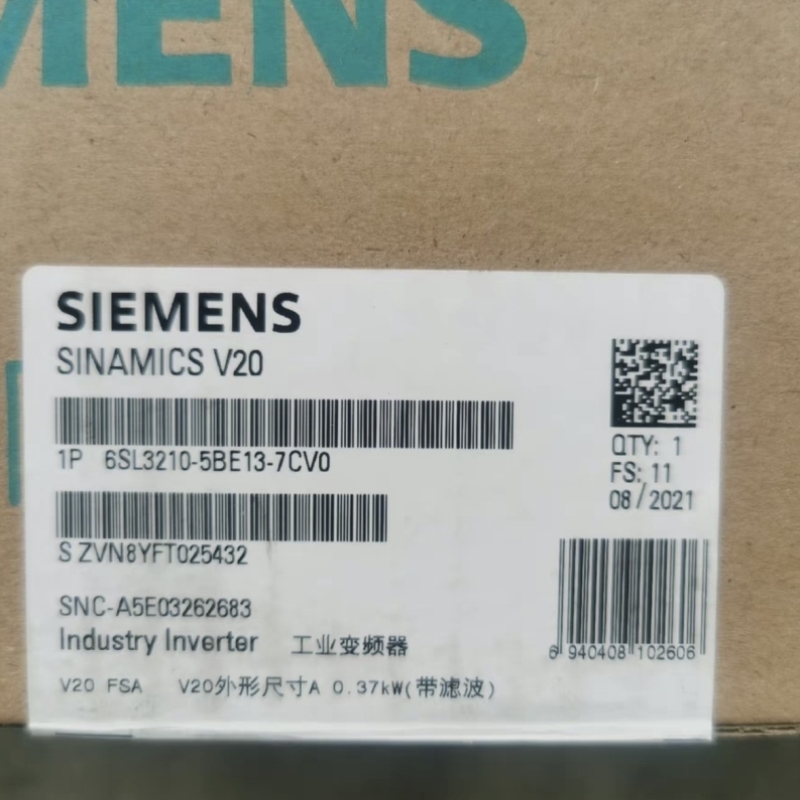 MENS
SIEMENS
SINAMICS V20
1P 6SL3210-5BE13-7CV0
QTY: 1
FS: 11
08/2021
S ZVN8YFT025432
SNC-A5E03262683
Industry Inverter 工业变频器
6 940408 102606
V20 FSA V20外形尺寸A 0.37kW(带滤波)